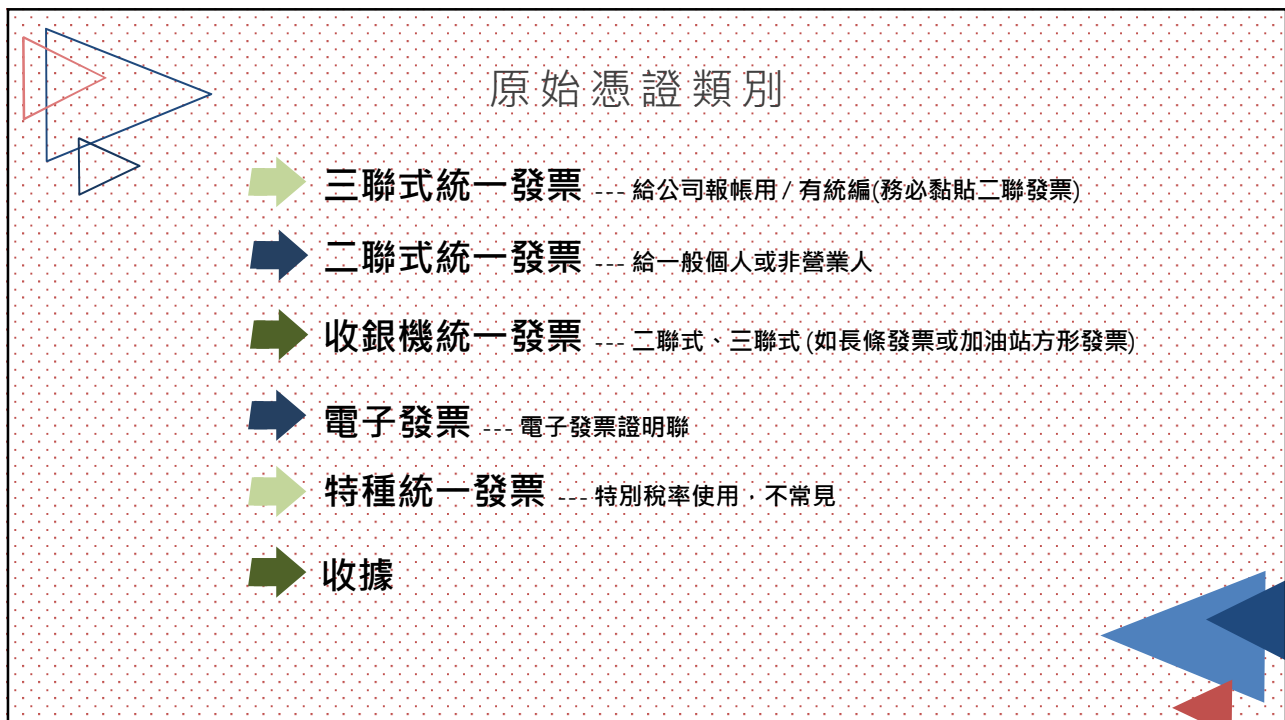 原始憑證類別
三聯式統一發票 --- 給公司報帳用 / 有統編(務必黏貼二聯發票)
二聯式統一發票 --- 給一般個人或非營業人
收銀機統一發票 --- 二聯式、三聯式 (如長條發票或加油站方形發票)
電子發票 --- 電子發票證明聯
特種統一發票 --- 特別稅率使用，不常見
收據